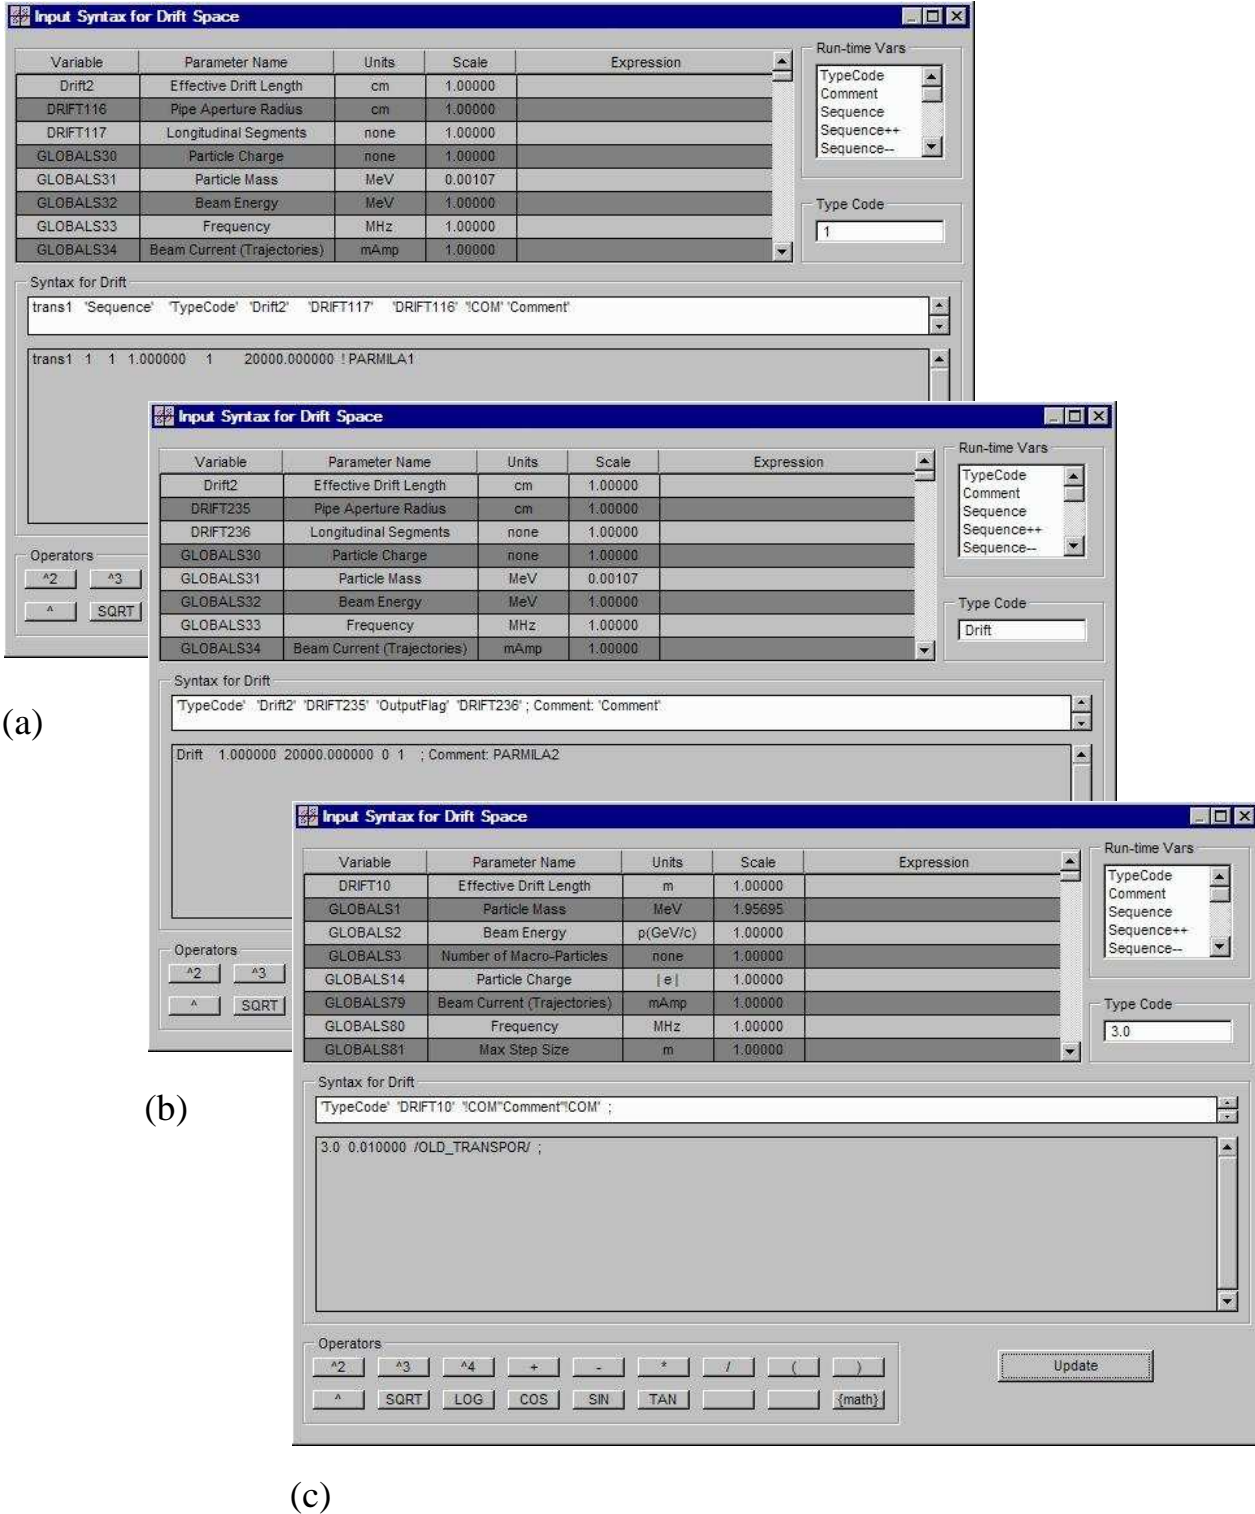 Input Syntax for Drift Space
Run-time Vars
Variable Parameter Name Units Scale Expression
Drift2 Effective Drift Length cm 1.00000
DRIFT116 Pipe Aperture Radius cm 1.00000
DRIFT117 Longitudinal Segments none 1.00000
GLOBALS30 Particle Charge none 1.00000
GLOBALS31 Particle Mass MeV 0.00107
GLOBALS32 Beam Energy MeV 1.00000
GLOBALS33 Frequency MHz 1.00000
GLOBALS34 Beam Current (Trajectories) mAmp 1.00000
TypeCode
Comment
Sequence
Sequence++
Sequence--
Type Code
1
Syntax for Drift
trans1 'Sequence' 'TypeCode' 'Drift2' 'DRIFT117' 'DRIFT116' '!COM' 'Comment'
trans1 1 1 1.000000 1 20000.000000 ! PARMILA1
Operators
^2 ^3
^ SQRT
(a)
Input Syntax for Drift Space
Run-time Vars
Variable Parameter Name Units Scale Expression
Drift2 Effective Drift Length cm 1.00000
DRIFT235 Pipe Aperture Radius cm 1.00000
DRIFT236 Longitudinal Segments none 1.00000
GLOBALS30 Particle Charge none 1.00000
GLOBALS31 Particle Mass MeV 0.00107
GLOBALS32 Beam Energy MeV 1.00000
GLOBALS33 Frequency MHz 1.00000
GLOBALS34 Beam Current (Trajectories) mAmp 1.00000
TypeCode
Comment
Sequence
Sequence++
Sequence--
Type Code
Drift
Syntax for Drift
'TypeCode' 'Drift2' 'DRIFT235' 'OutputFlag' 'DRIFT236' ; Comment: 'Comment'
Drift 1.000000 20000.000000 0 1 ; Comment: PARMILA2
Operators
^2 ^3
^ SQRT
(b)
Input Syntax for Drift Space
Run-time Vars
Variable Parameter Name Units Scale Expression
DRIFT10 Effective Drift Length m 1.00000
GLOBALS1 Particle Mass MeV 1.95695
GLOBALS2 Beam Energy p(GeV/c) 1.00000
GLOBALS3 Number of Macro-Particles none 1.00000
GLOBALS14 Particle Charge | e | 1.00000
GLOBALS79 Beam Current (Trajectories) mAmp 1.00000
GLOBALS80 Frequency MHz 1.00000
GLOBALS81 Max Step Size m 1.00000
TypeCode
Comment
Sequence
Sequence++
Sequence--
Type Code
3.0
Syntax for Drift
'TypeCode' 'DRIFT10' '!COM''Comment''!COM' ;
3.0 0.010000 /OLD_TRANSPOR/ ;
Operators
^2 ^3 ^4 + - * / ( )
^ SQRT LOG COS SIN TAN {math}
Update
(c)